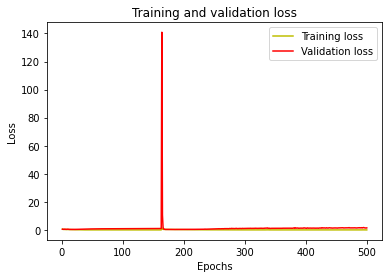 Training and validation loss
Training loss
Validation loss
140
120
100
80
60
40
20
0
Loss
0 100 200 300 400 500
Epochs